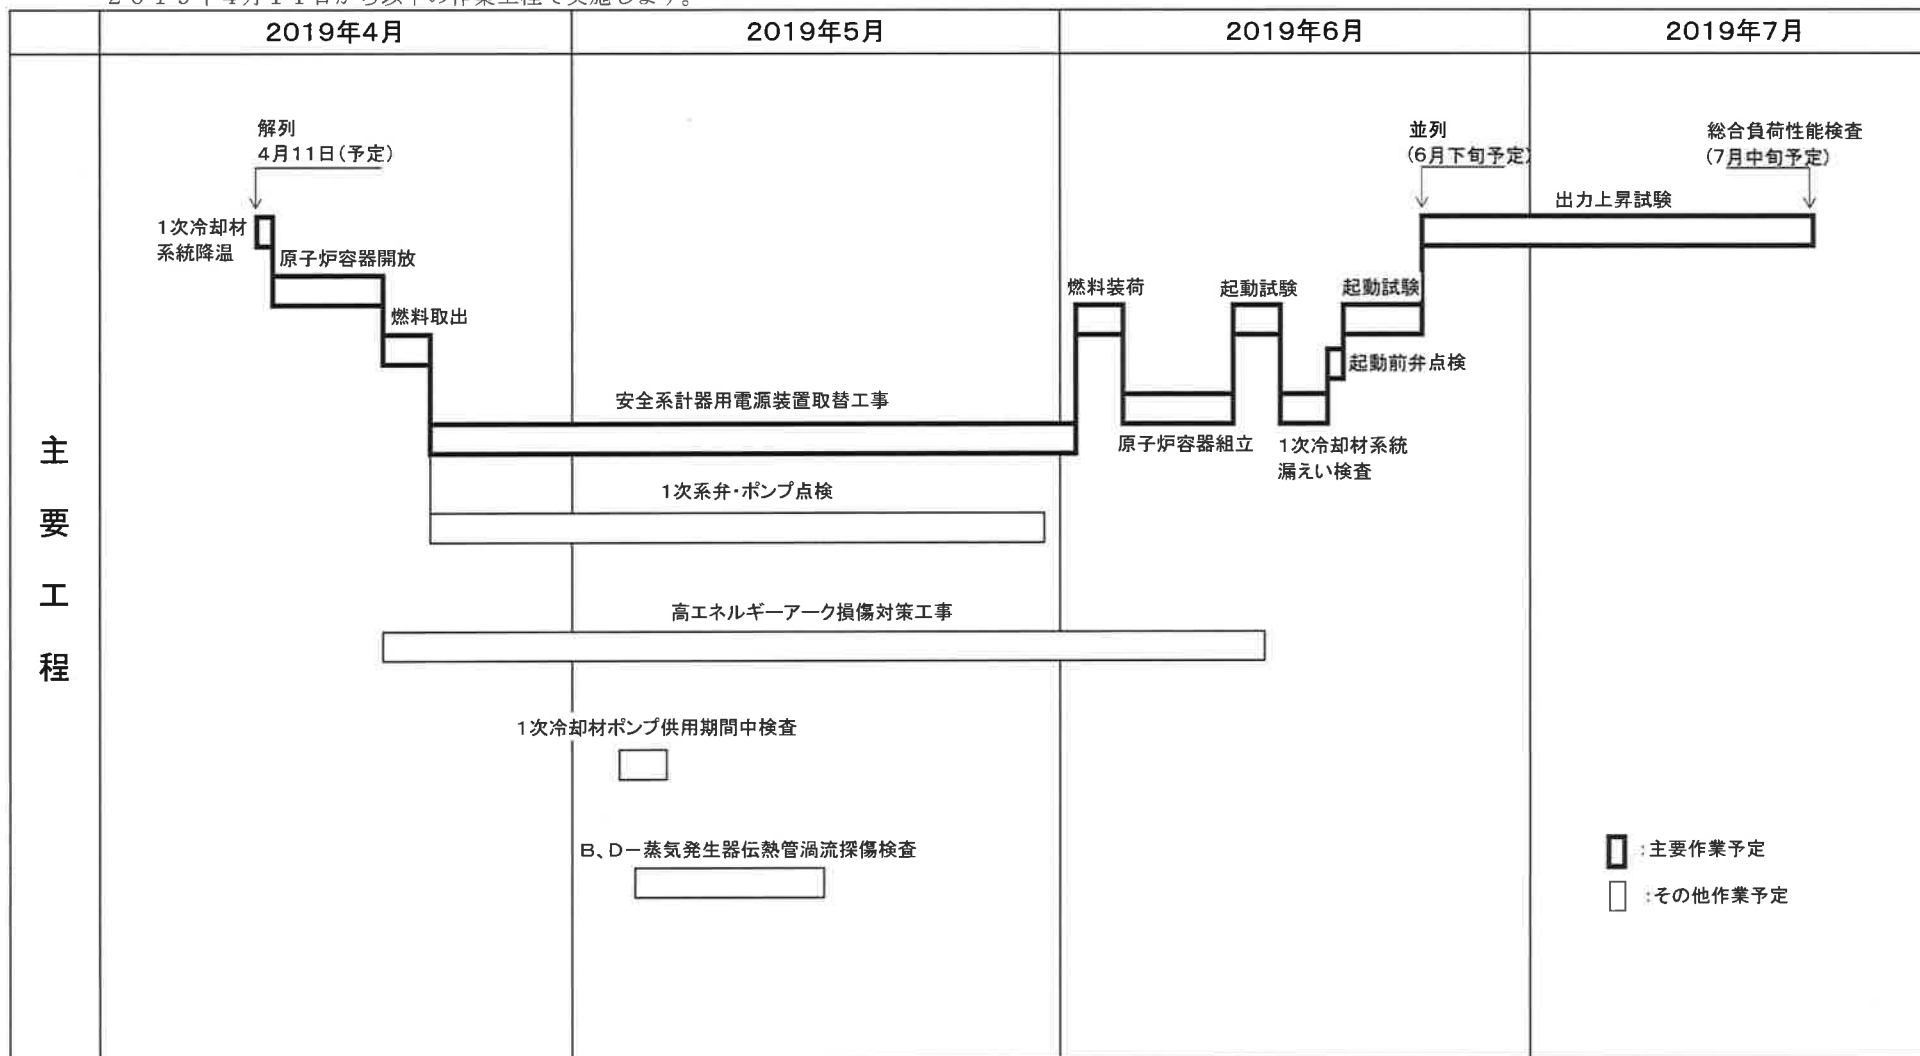 2019年4月
2019年5月
2019年6月
2019年7月
解列
4月11日(予定)
並列
(6月下旬予定)
総合負荷性能検査
(7月中旬予定)
出力上昇試験
1次冷却材
系統降温
原子炉容器開放
燃料取出
燃料装荷
起動試験
起動試験
起動前弁点検
安全系計器用電源装置取替工事
原子炉容器組立
1次冷却材系統
漏えい検査
1次系弁・ポンプ点検
高エネルギーアーク損傷対策工事
1次冷却材ポンプ供用期間中検査
B、D－蒸気発生器伝熱管渦流探傷検査
主
要
工
程
:主要作業予定
:その他作業予定